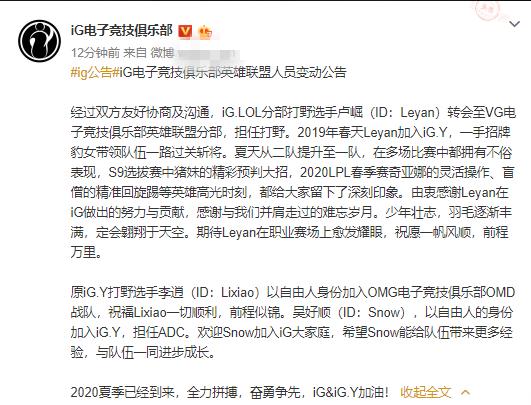 iG电子竞技俱乐部
12分钟前 来自 微博
#ig公告#iG电子竞技俱乐部英雄联盟人员变动公告
经过双方友好协商及沟通，iG.LOL分部打野选手卢崛（ID：Leyan）转会至VG电
子竞技俱乐部英雄联盟分部，担任打野。2019年春天Leyan加入iG.Y，一手招牌
豹女带领队伍一路过关斩将。夏天从二队提升至一队，在多场比赛中都拥有不俗
表现，S9选拔赛中猪妹的精彩预判大招，2020LPL春季赛奇亚娜的灵活操作、盲
僧的精准回旋踢等英雄高光时刻，都给大家留下了深刻印象。由衷感谢Leyan在
iG做出的努力与贡献，感谢与我们并肩走过的难忘岁月。少年壮志，羽毛逐渐丰
满，定会翱翔于天空。期待Leyan在职业赛场上愈发耀眼，祝愿一帆风顺，前程
万里。
原iG.Y打野选手李逍（ID：Lixiao）以自由人身份加入OMG电子竞技俱乐部OMD
战队，祝福Lixiao一切顺利，前程似锦。吴好顺（ID：Snow），以自由人的身份
加入iG.Y，担任ADC。欢迎Snow加入iG大家庭，希望Snow能给队伍带来更多经
验，与队伍一同进步成长。
2020夏季已经到来，全力拼搏，奋勇争先，iG&iG.Y加油！ 收起全文